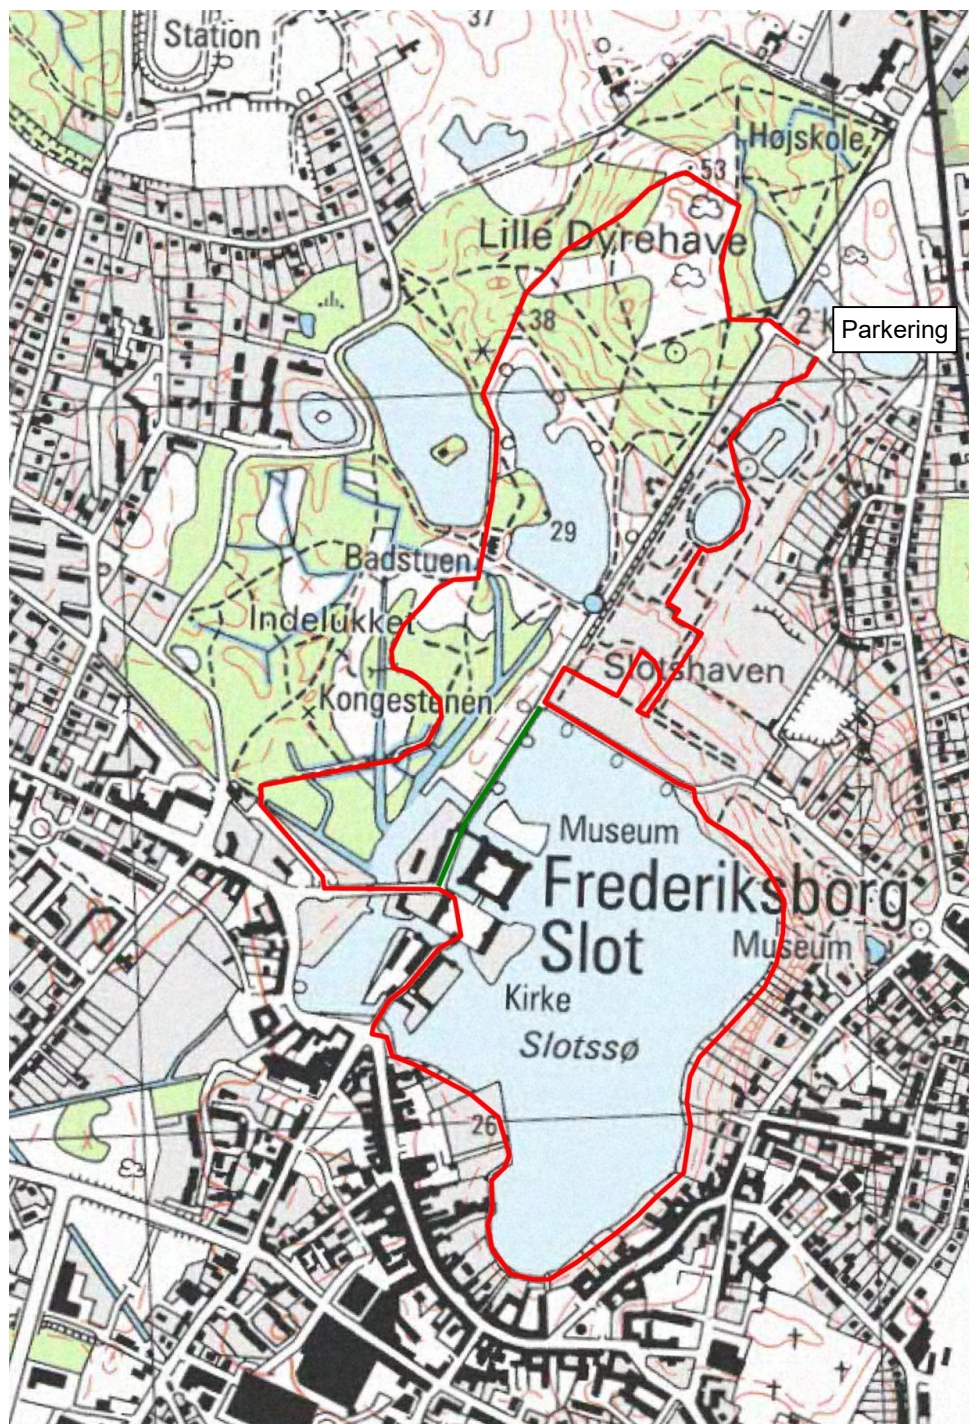 37
Station
Højskole
53
Lille Dyrehave
38
2 k
Parkering
29
Badstuen
Indelukket
Slotshaven
Kongestenen
Museum
Frederiksborg
Slot
Museum
Kirke
Slotssø
26